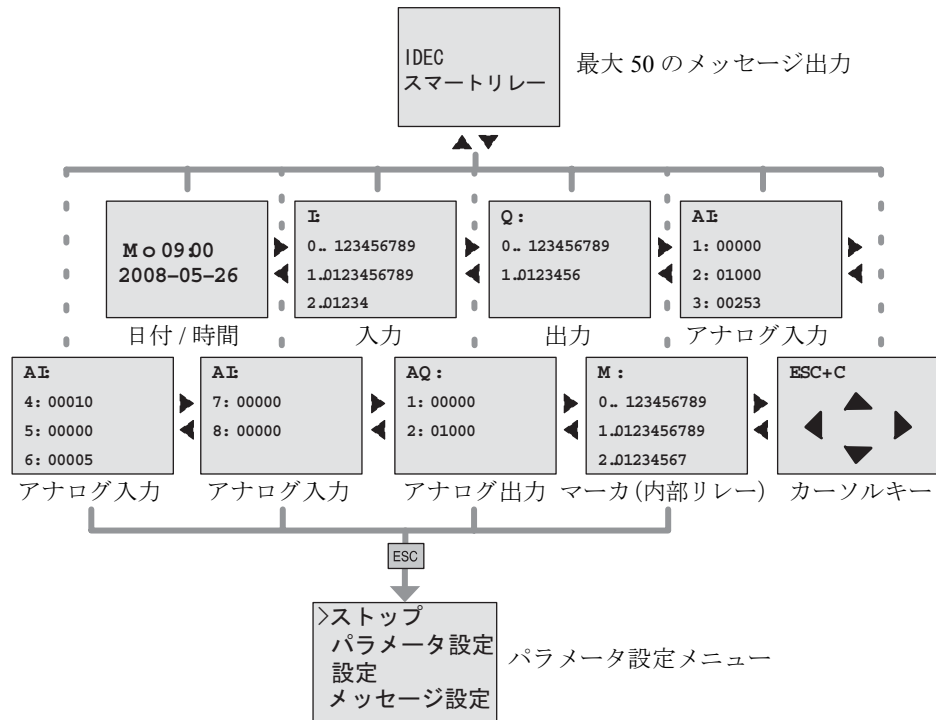 IDEC
スマートリレー
最大 50 のメッセージ出力
Mo 09:00
2008-05-26
日付 / 時間
I:
0.. 123456789
1..0123456789
2..01234
入力
Q:
0.. 123456789
1..0123456
出力
AI:
1: 00000
2: 01000
3: 00253
アナログ入力
AI:
4: 00010
5: 00000
6: 00005
アナログ入力
AI:
7: 00000
8: 00000
アナログ入力
AQ:
1: 00000
2: 01000
アナログ出力
M:
0.. 123456789
1..0123456789
2..01234567
マーカ(内部リレー)
ESC+C
カーソルキー
ESC
>ストップ
パラメータ設定
設定
メッセージ設定
パラメータ設定メニュー